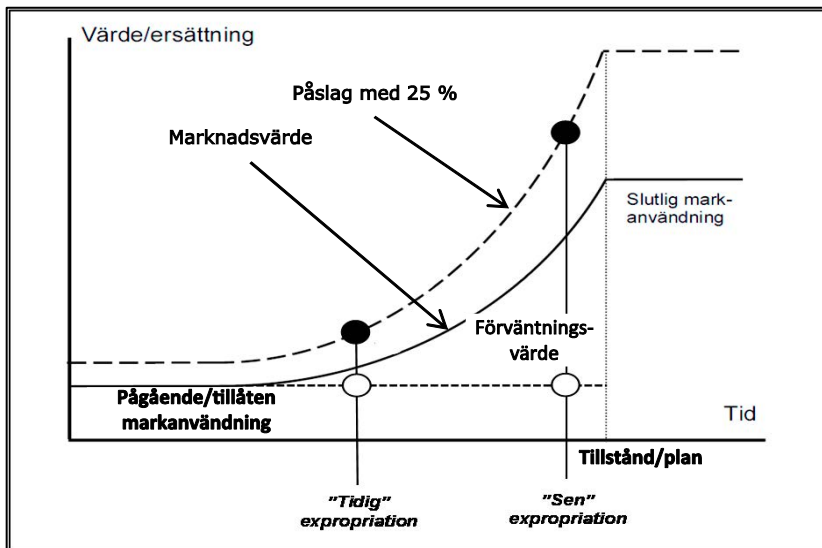 Värde/ersättning
Påslag med 25 %
Marknadsvärde
Slutlig mark-
användning
Förväntnings-
värde
Pågående/tillåten
markanvändning
Tid
Tillstånd/plan
"Tidig"
expropriation
"Sen"
expropriation